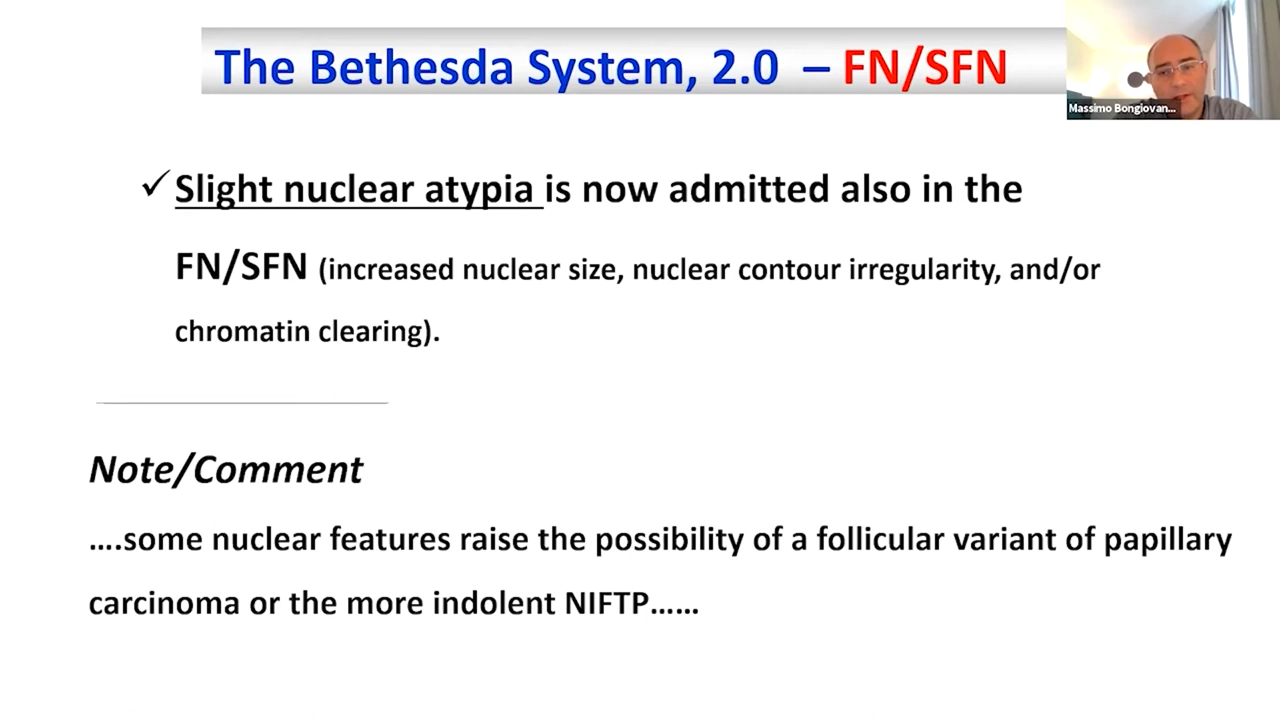 The Bethesda System, 2.0 – FN/SFN
Massimo Bongiovan...
✓ Slight nuclear atypia is now admitted also in the
FN/SFN (increased nuclear size, nuclear contour irregularity, and/or
chromatin clearing).
Note/Comment
….some nuclear features raise the possibility of a follicular variant of papillary
carcinoma or the more indolent NIFTP……